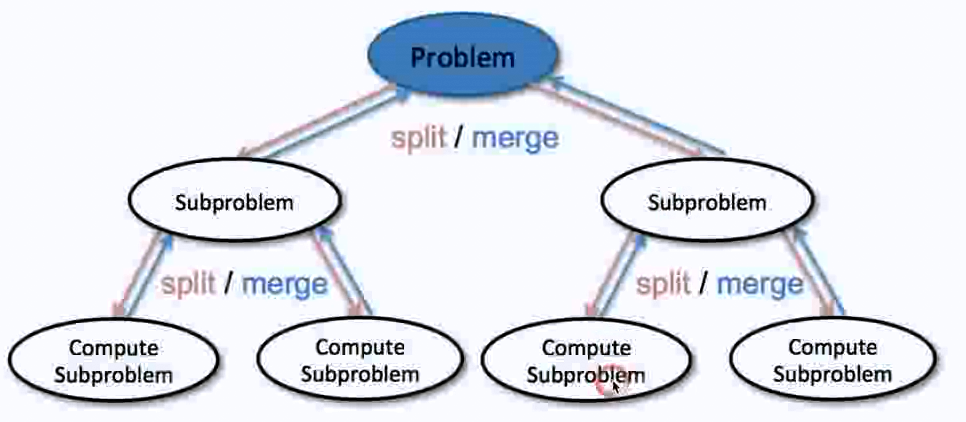 Problem
split / merge
Subproblem
Subproblem
split / merge
split / merge
Compute
Subproblem
Compute
Subproblem
Compute
Subproblem
Compute
Subproblem